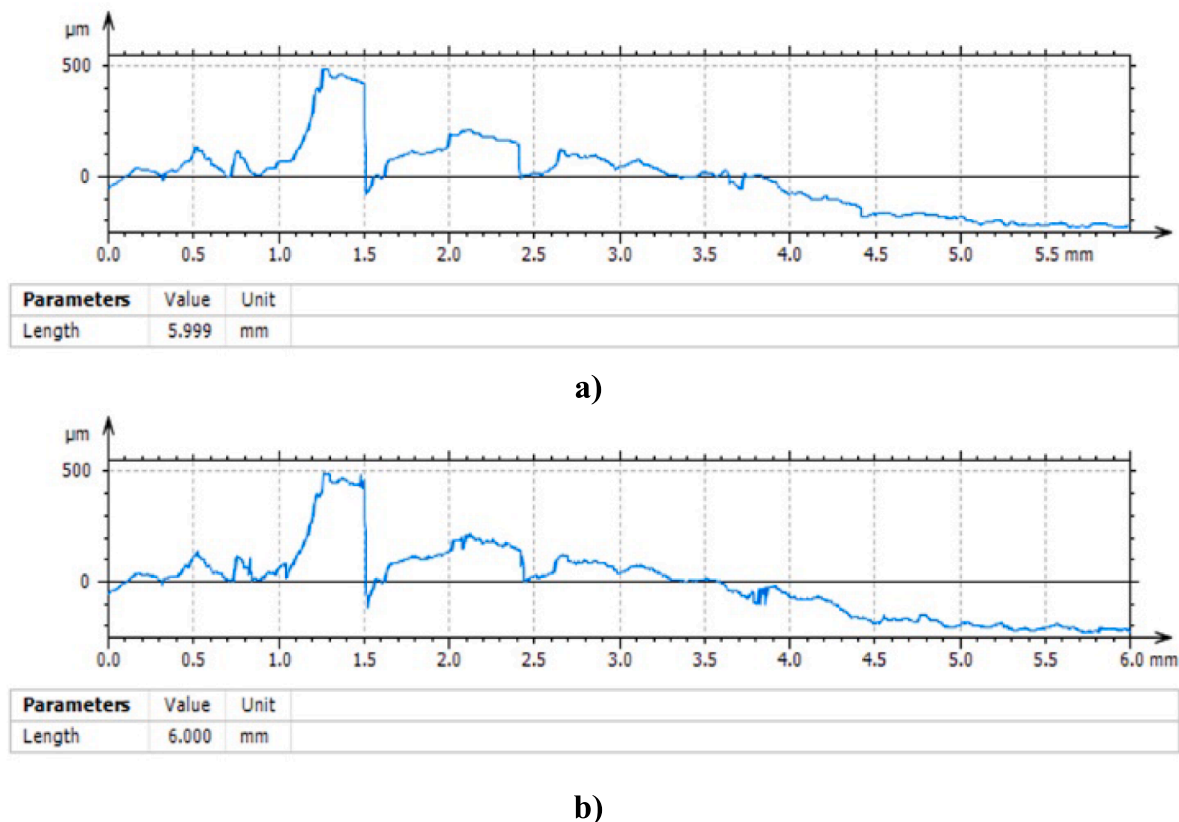 µm
500
0
0.0 0.5 1.0 1.5 2.0 2.5 3.0 3.5 4.0 4.5 5.0 5.5 mm
Parameters Value Unit
Length 5.999 mm
a)
µm
500
0
0.0 0.5 1.0 1.5 2.0 2.5 3.0 3.5 4.0 4.5 5.0 5.5 6.0 mm
Parameters Value Unit
Length 6.000 mm
b)